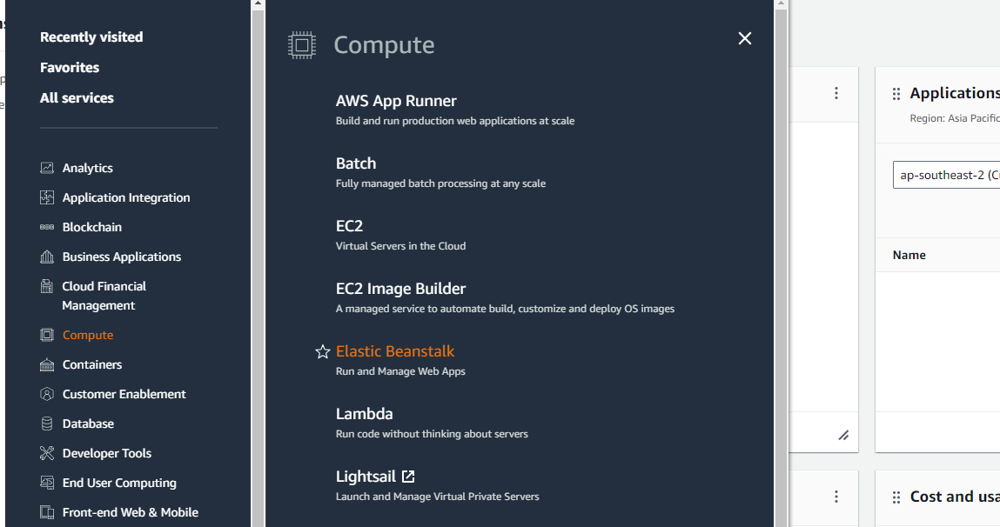 Recently visited
Favorites
All services
Analytics
Application Integration
Blockchain
Business Applications
Cloud Financial
Management
Compute
Containers
Customer Enablement
Database
Developer Tools
End User Computing
Front-end Web & Mobile
Compute
AWS App Runner
Build and run production web applications at scale
Batch
Fully managed batch processing at any scale
EC2
Virtual Servers in the Cloud
EC2 Image Builder
A managed service to automate build, customize and deploy OS images
Elastic Beanstalk
Run and Manage Web Apps
Lambda
Run code without thinking about servers
Lightsail
Launch and Manage Virtual Private Servers
Applications
Region: Asia Pacific
ap-southeast-2 (Cu
Name
Cost and usa